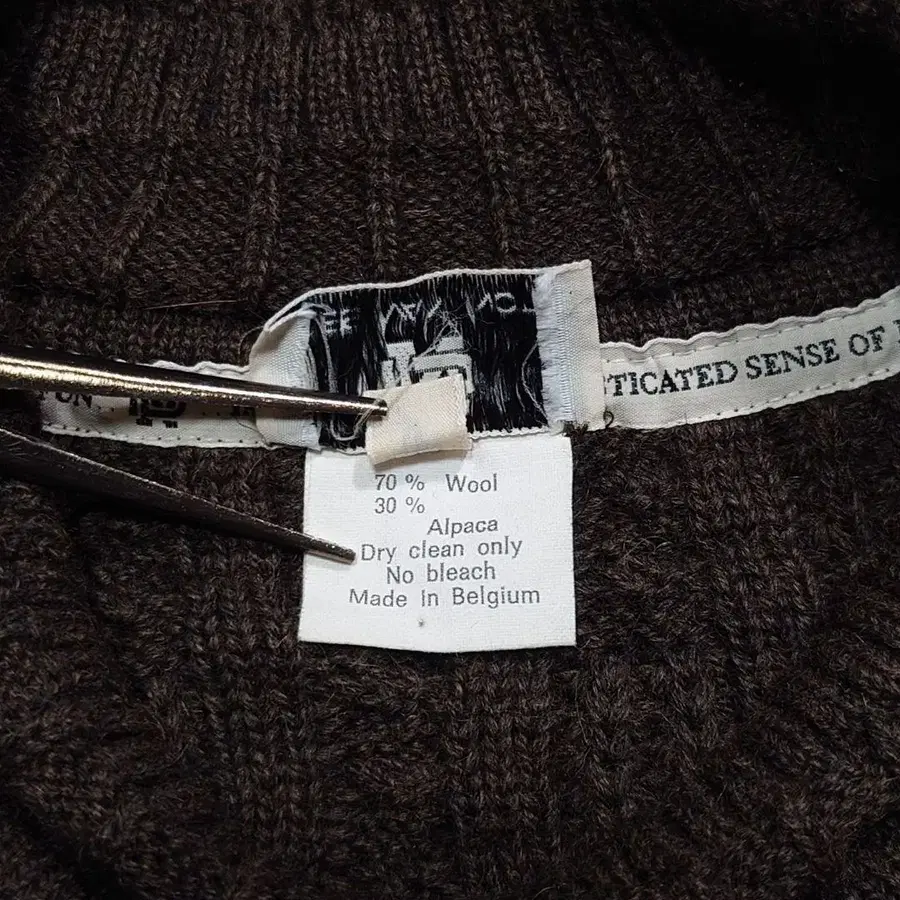 TICATED SENSE OF
70 % Wool
30 %
Alpaca
Dry clean only
No bleach
Made In Belgium